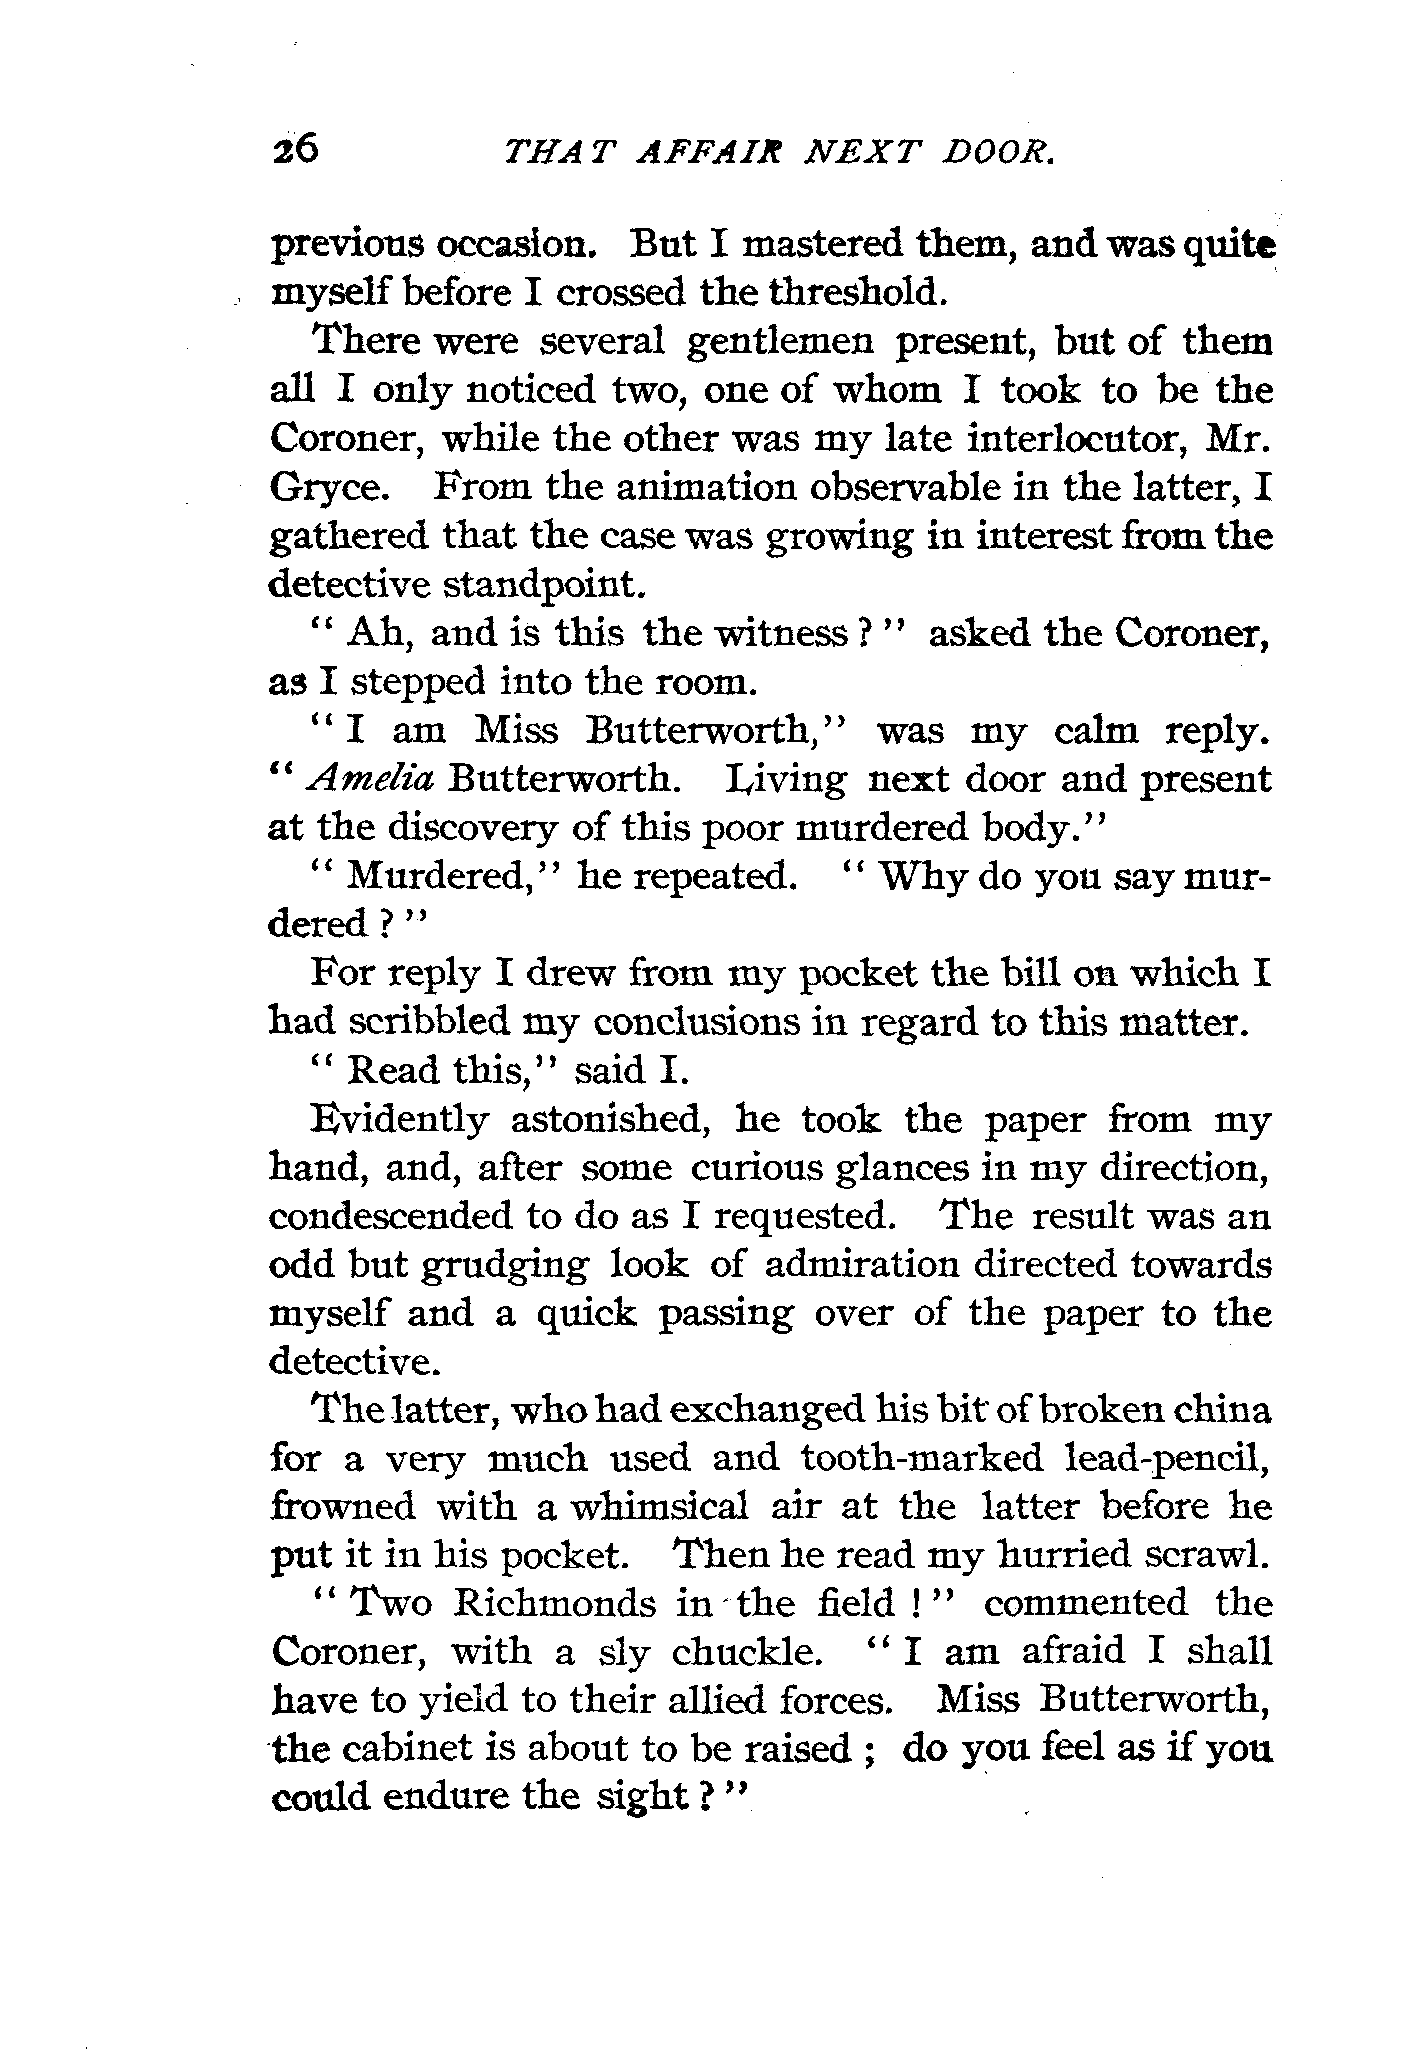 26 THAT AFFAIR NEXT DOOR.
previous occasion. But I mastered them, and was quite
myself before I crossed the threshold.
There were several gentlemen present, but of them
all I only noticed two, one of whom I took to be the
Coroner, while the other was my late interlocutor, Mr.
Gryce. From the animation observable in the latter, I
gathered that the case was growing in interest from the
detective standpoint.
" Ah, and is this the witness ? " asked the Coroner,
as I stepped into the room.
" I am Miss Butterworth," was my calm reply.
" Amelia Butterworth. Living next door and present
at the discovery of this poor murdered body."
" Murdered," he repeated. " Why do you say mur-
dered ? "
For reply I drew from my pocket the bill on which I
had scribbled my conclusions in regard to this matter.
" Read this," said I.
Evidently astonished, he took the paper from my
hand, and, after some curious glances in my direction,
condescended to do as I requested. The result was an
odd but grudging look of admiration directed towards
myself and a quick passing over of the paper to the
detective.
The latter, who had exchanged his bit of broken china
for a very much used and tooth-marked lead-pencil,
frowned with a whimsical air at the latter before he
put it in his pocket. Then he read my hurried scrawl.
" Two Richmonds in the field ! " commented the
Coroner, with a sly chuckle. " I am afraid I shall
have to yield to their allied forces. Miss Butterworth,
the cabinet is about to be raised ; do you feel as if you
could endure the sight ? "